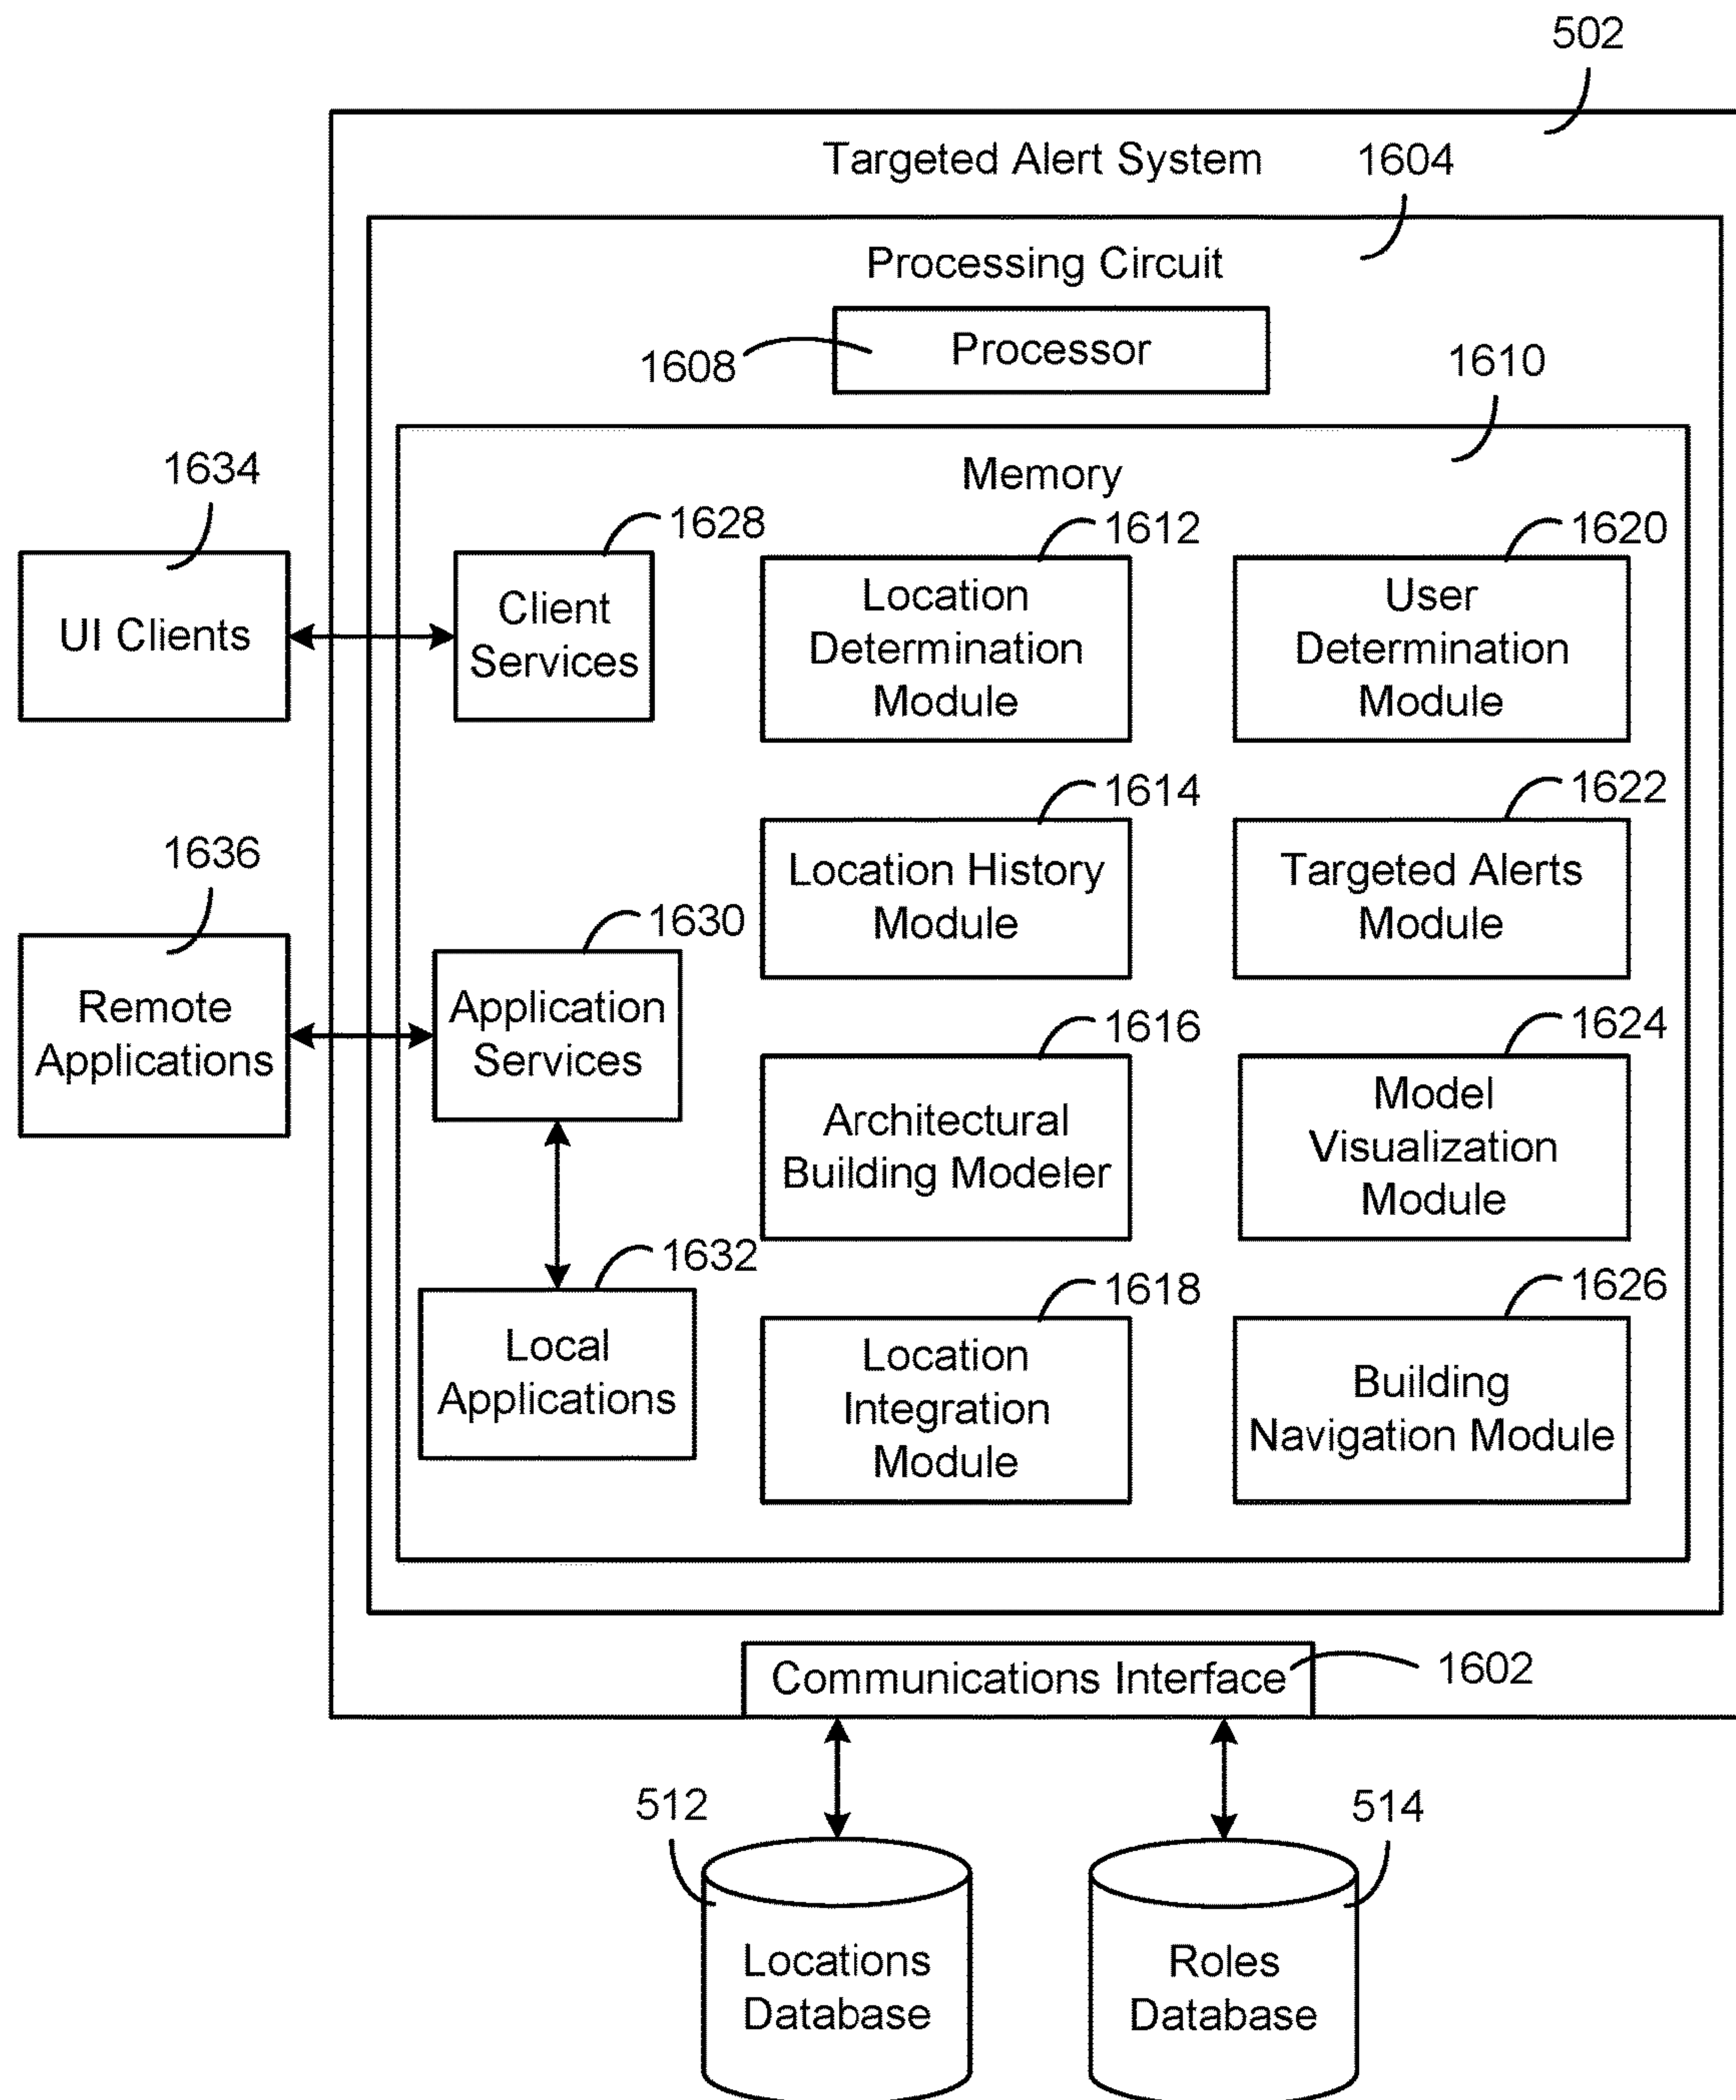 502
Targeted Alert System
1604
Processing Circuit
1608
Processor
1610
Memory
1634
UI Clients
1628
Client
Services
1612
Location
Determination
Module
1620
User
Determination
Module
1614
Location History
Module
1622
Targeted Alerts
Module
1636
Remote
Applications
1630
Application
Services
1616
Architectural
Building Modeler
1624
Model
Visualization
Module
1632
Local
Applications
1618
Location
Integration
Module
1626
Building
Navigation Module
Communications Interface
1602
512
Locations
Database
514
Roles
Database